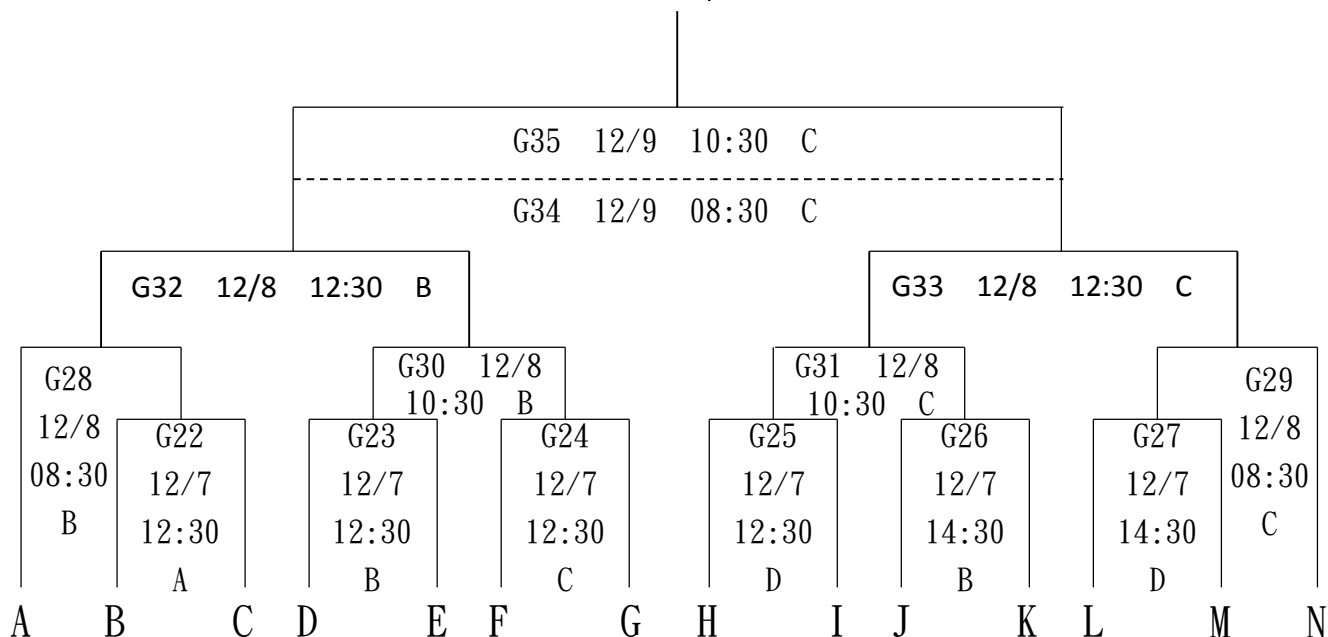 G35 12/9 10:30 C
G34 12/9 08:30 C
G32 12/8 12:30 B
G33 12/8 12:30 C
G28
12/8
08:30
B
G30 12/8
10:30 B
G31 12/8
10:30 C
G29
12/8
08:30
C
G22
12/7
12:30
A
G23
12/7
12:30
B
G24
12/7
12:30
C
G25
12/7
12:30
D
G26
12/7
14:30
B
G27
12/7
14:30
D
A B C D E F G H I J K L M N